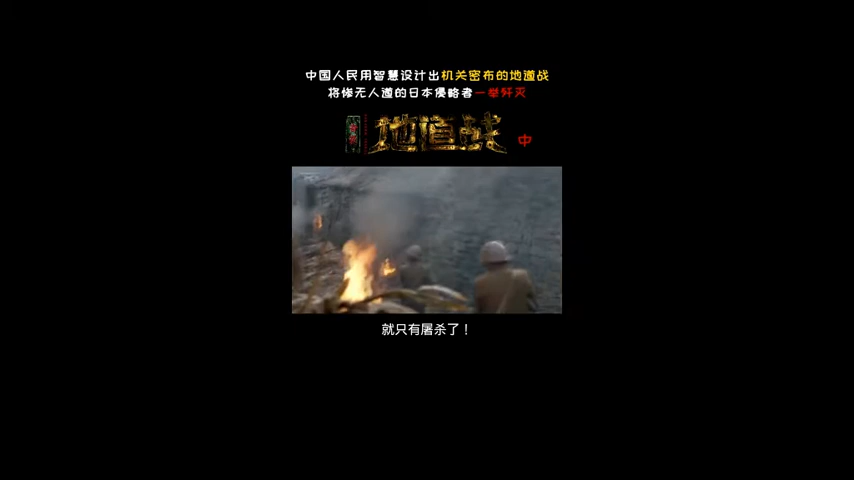 中国人民用智慧设计出机关密布的地道战
将惨无人道的日本侵略者一举歼灭
地道战 中
就只有屠杀了！